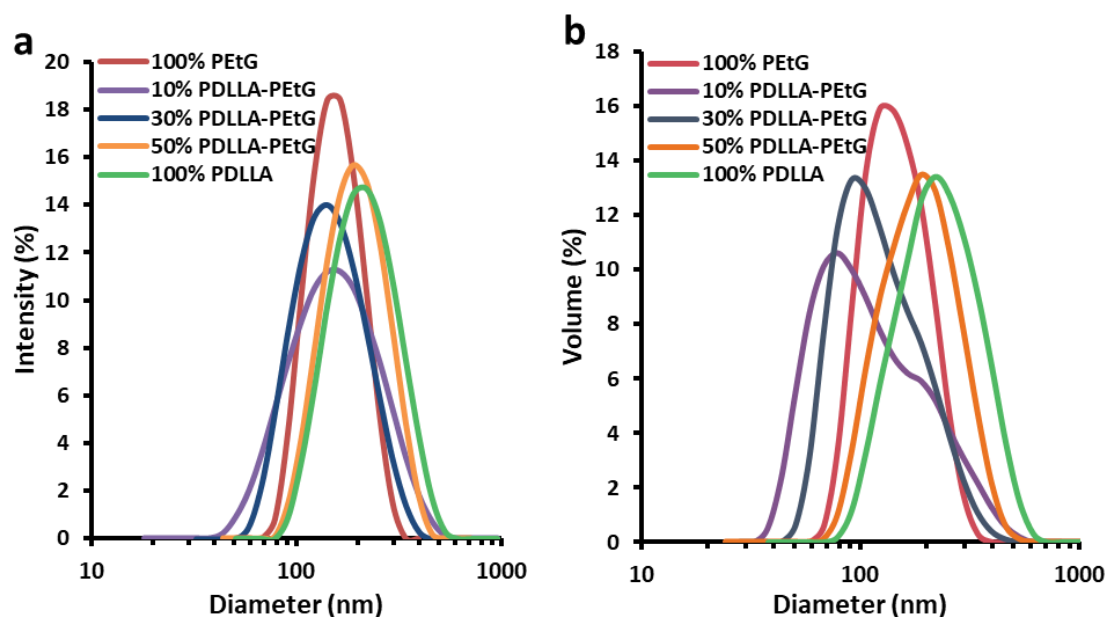 a
20
18
16
14
12
10
8
6
4
2
0
Intensity (%)
100% PEtG
10% PDLLA-PEtG
30% PDLLA-PEtG
50% PDLLA-PEtG
100% PDLLA
10
100
1000
Diameter (nm)
b
18
16
14
12
10
8
6
4
2
0
Volume (%)
100% PEtG
10% PDLLA-PEtG
30% PDLLA-PEtG
50% PDLLA-PEtG
100% PDLLA
10
100
1000
Diameter (nm)